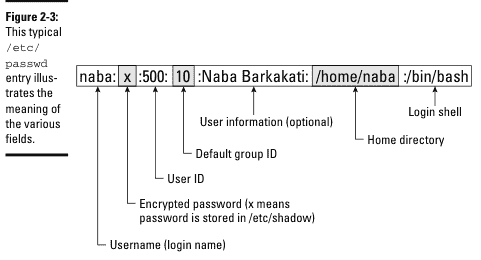 Figure 2-3:
This typical
/etc/
passwd
entry illus-
trates the
meaning of
the various
fields.
naba: x :500: 10 :Naba Barkakati: /home/naba :/bin/bash
Login shell
User information (optional)
Home directory
Default group ID
User ID
Encrypted password (x means
password is stored in /etc/shadow)
Username (login name)